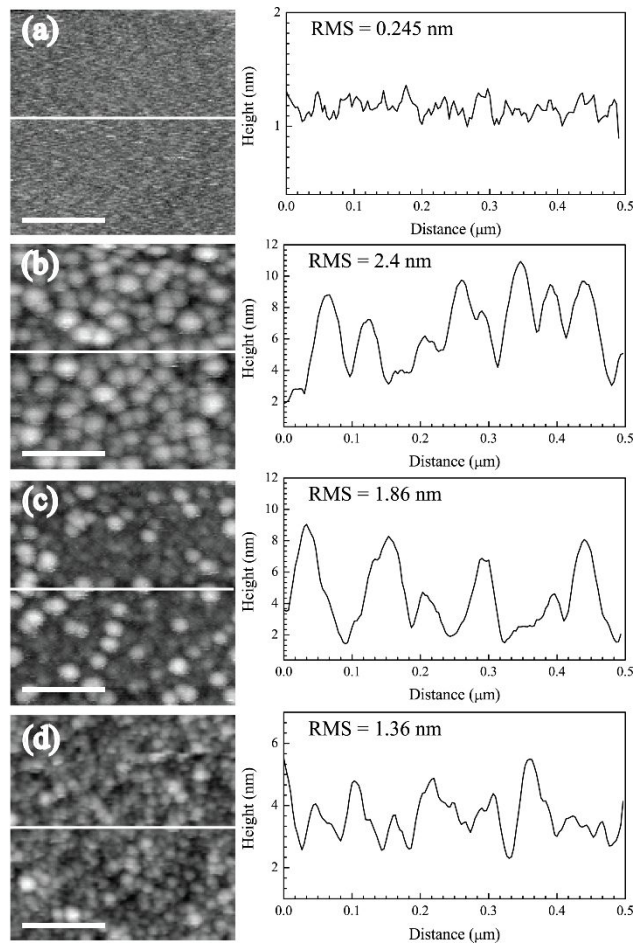 (a)
RMS = 0.245 nm
Height (nm)
2
1
0.0 0.1 0.2 0.3 0.4 0.5
Distance (μm)
(b)
RMS = 2.4 nm
Height (nm)
12
10
8
6
4
2
0
0.0 0.1 0.2 0.3 0.4 0.5
Distance (μm)
(c)
RMS = 1.86 nm
Height (nm)
12
10
8
6
4
2
0.0 0.1 0.2 0.3 0.4 0.5
Distance (μm)
(d)
RMS = 1.36 nm
Height (nm)
6
4
2
0.0 0.1 0.2 0.3 0.4 0.5
Distance (μm)